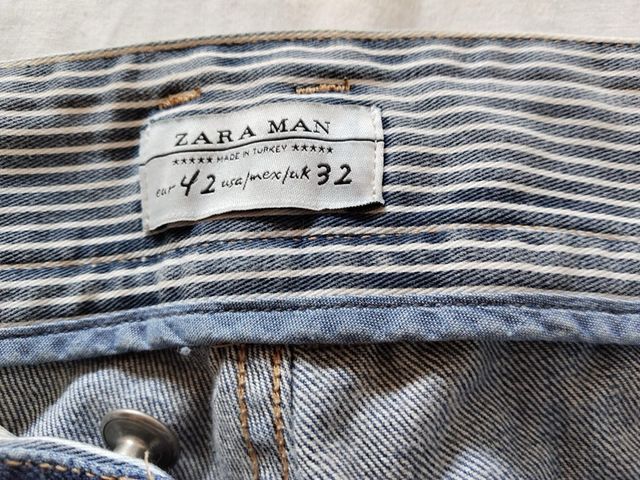 ZARA MAN
★★★★★ MADE IN TURKEY ★★★★★
eur 42 usa/mex/uk 32